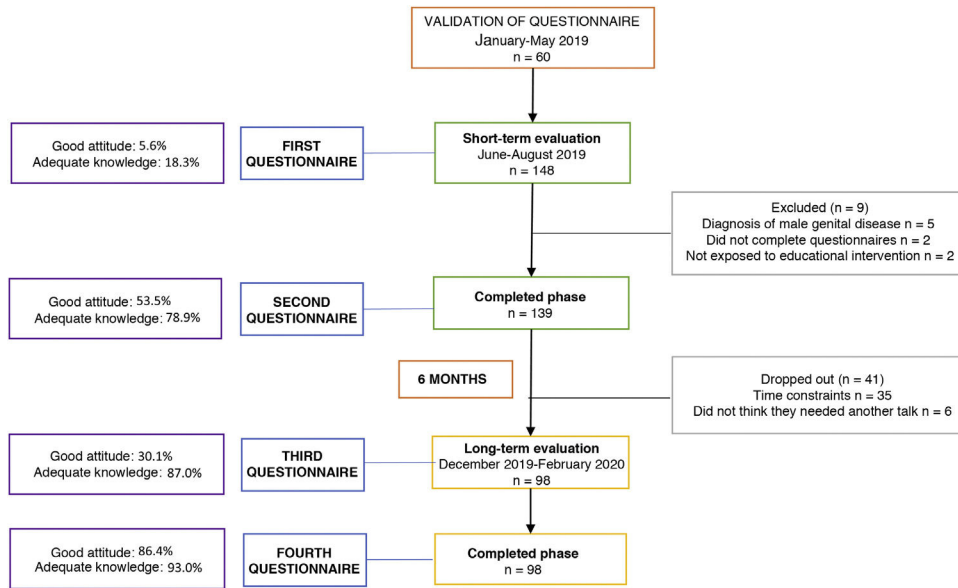 VALIDATION OF QUESTIONNAIRE
January-May 2019
n = 60
Good attitude: 5.6%
Adequate knowledge: 18.3%
FIRST
QUESTIONNAIRE
Short-term evaluation
June-August 2019
n = 148
Excluded (n = 9)
Diagnosis of male genital disease n = 5
Did not complete questionnaires n = 2
Not exposed to educational intervention n = 2
Good attitude: 53.5%
Adequate knowledge: 78.9%
SECOND
QUESTIONNAIRE
Completed phase
n = 139
6 MONTHS
Dropped out (n = 41)
Time constraints n = 35
Did not think they needed another talk n = 6
Good attitude: 30.1%
Adequate knowledge: 87.0%
THIRD
QUESTIONNAIRE
Long-term evaluation
December 2019-February 2020
n = 98
Good attitude: 86.4%
Adequate knowledge: 93.0%
FOURTH
QUESTIONNAIRE
Completed phase
n = 98